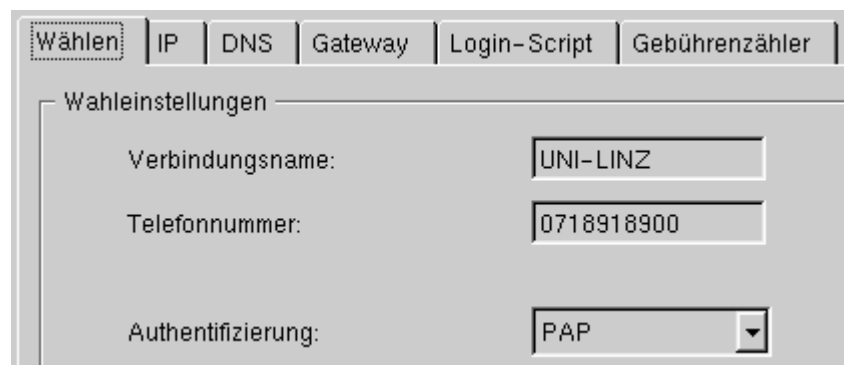 Wählen IP DNS Gateway Login-Script Gebührenzähler
Wahleinstellungen
Verbindungsname: UNI-LINZ
Telefonnummer: 0718918900
Authentifizierung: PAP